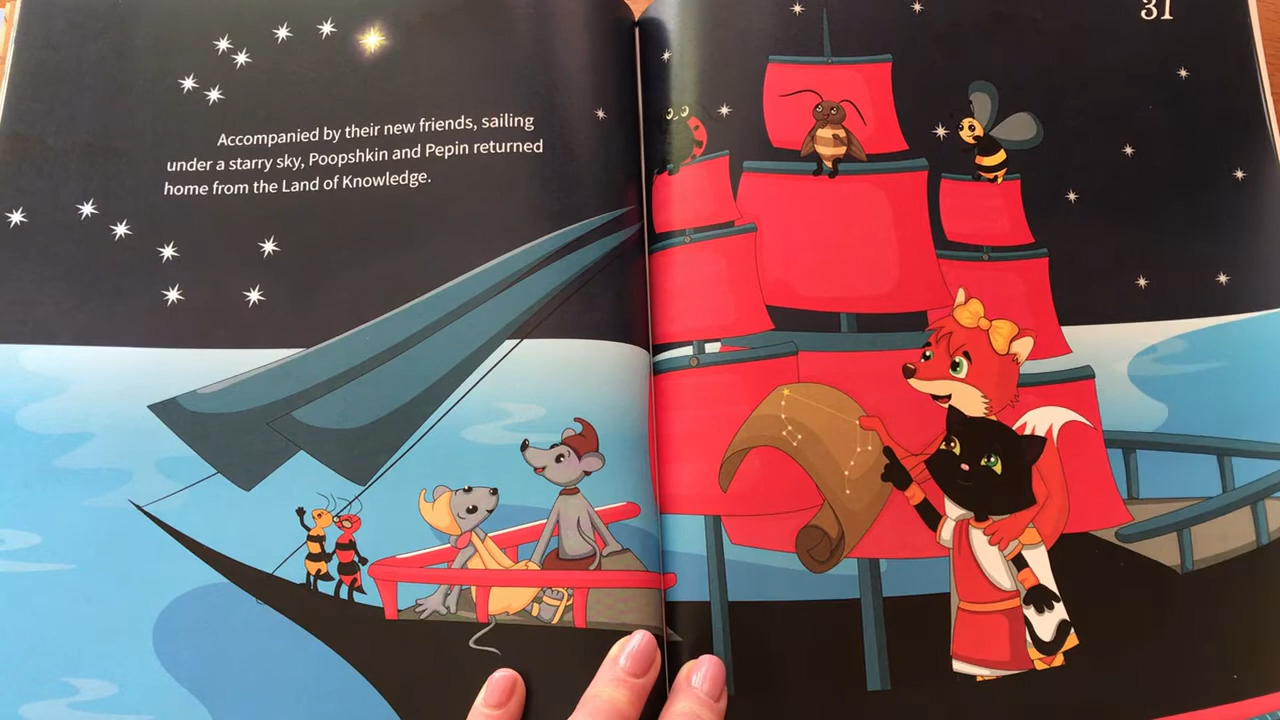 Accompanied by their new friends, sailing
under a starry sky, Poopshkin and Pepin returned
home from the Land of Knowledge.
31